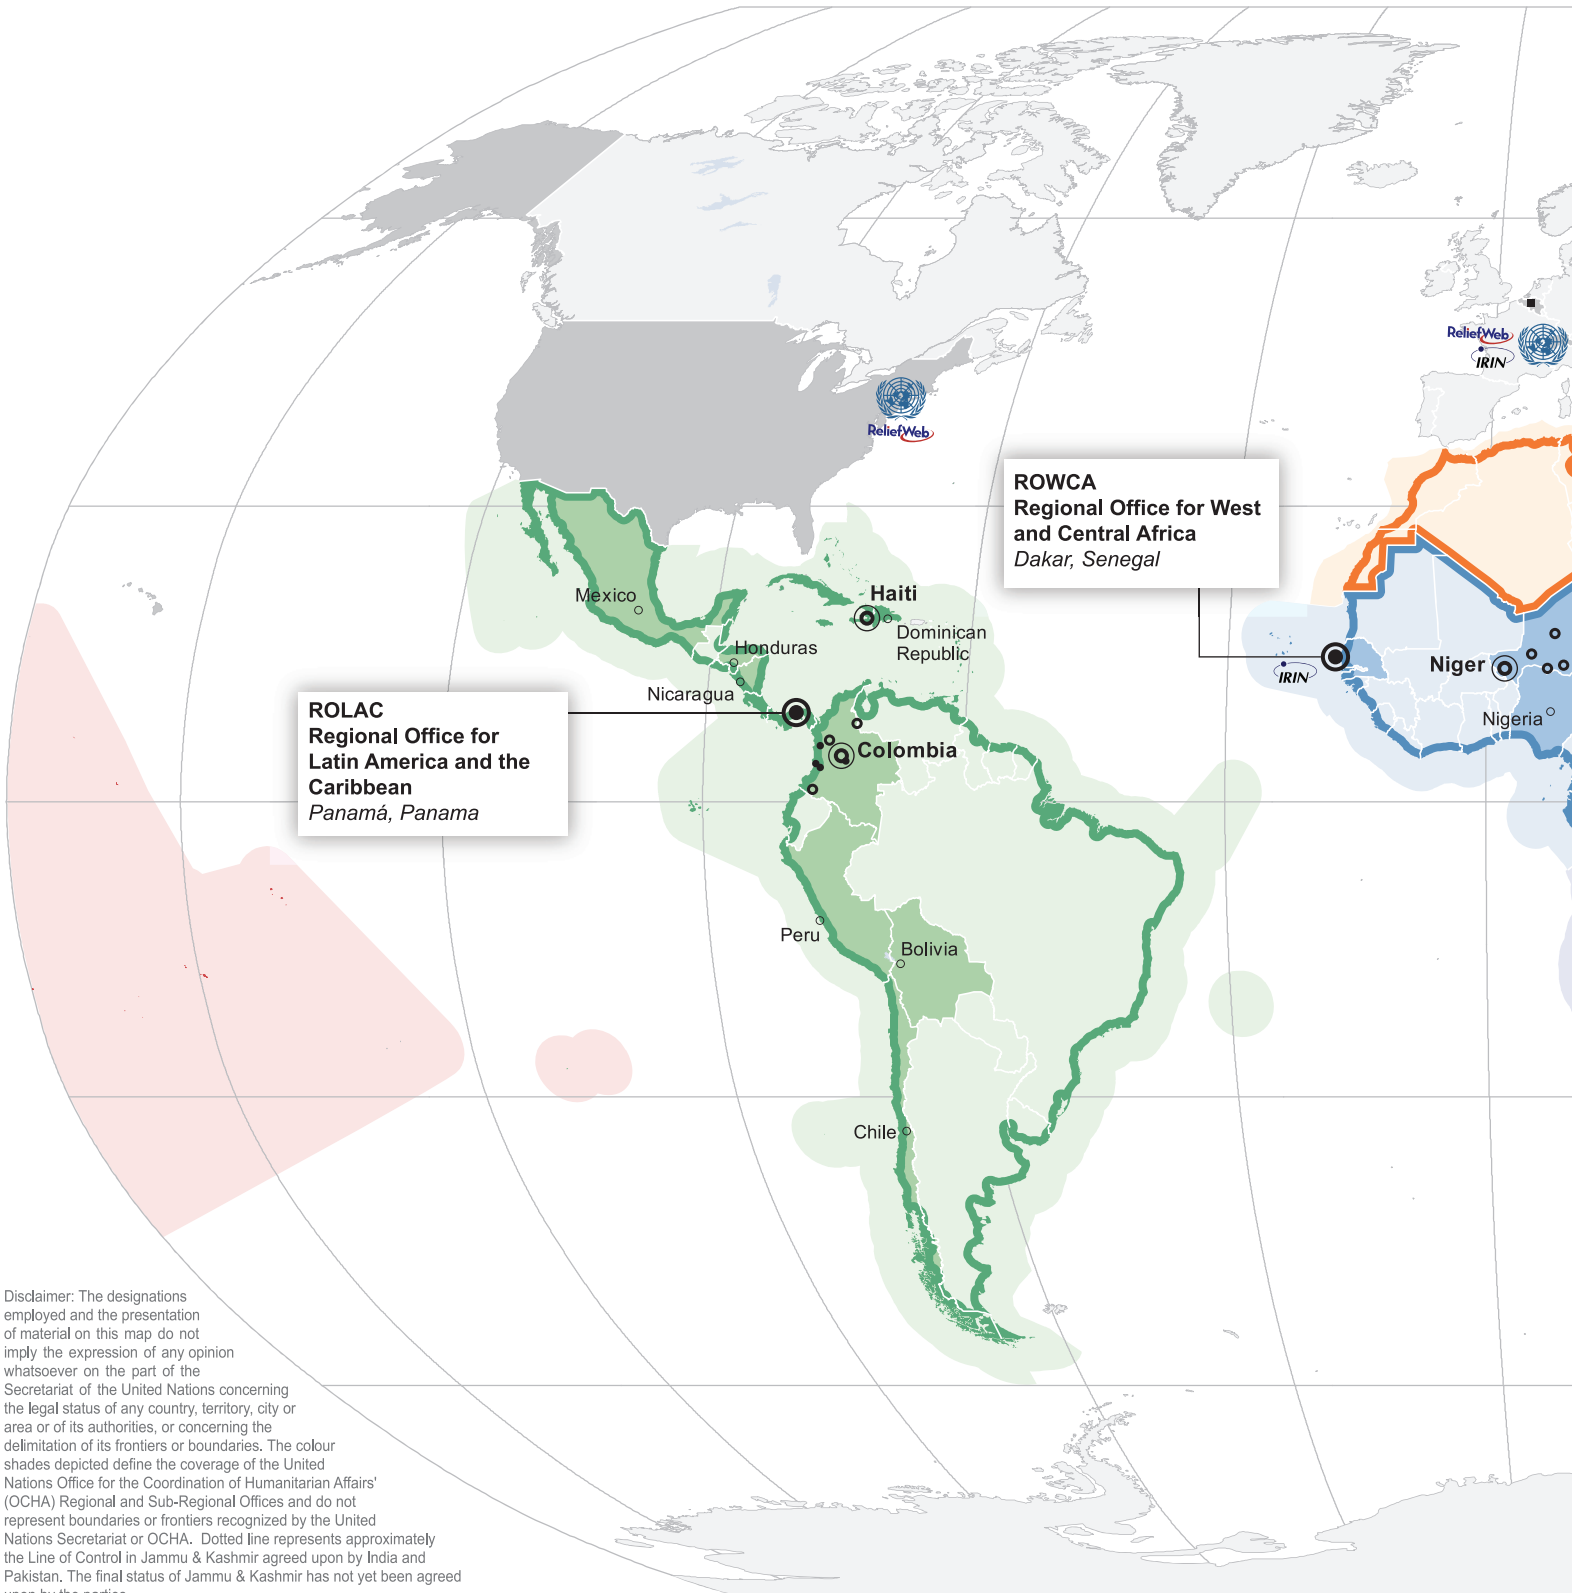 ReliefWeb
IRIN
ReliefWeb
ROWCA
Regional Office for West
and Central Africa
Dakar, Senegal
Mexico
Haiti
Dominican
Republic
Honduras
Nicaragua
IRIN
Niger
Nigeria
ROLAC
Regional Office for
Latin America and the
Caribbean
Panamá, Panama
Colombia
Peru
Bolivia
Chile
Disclaimer: The designations
employed and the presentation
of material on this map do not
imply the expression of any opinion
whatsoever on the part of the
Secretariat of the United Nations concerning
the legal status of any country, territory, city or
area or of its authorities, or concerning the
delimitation of its frontiers or boundaries. The colour
shades depicted define the coverage of the United
Nations Office for the Coordination of Humanitarian Affairs'
(OCHA) Regional and Sub-Regional Offices and do not
represent boundaries or frontiers recognized by the United
Nations Secretariat or OCHA. Dotted line represents approximately
the Line of Control in Jammu & Kashmir agreed upon by India and
Pakistan. The final status of Jammu & Kashmir has not yet been agreed
upon by the parties.